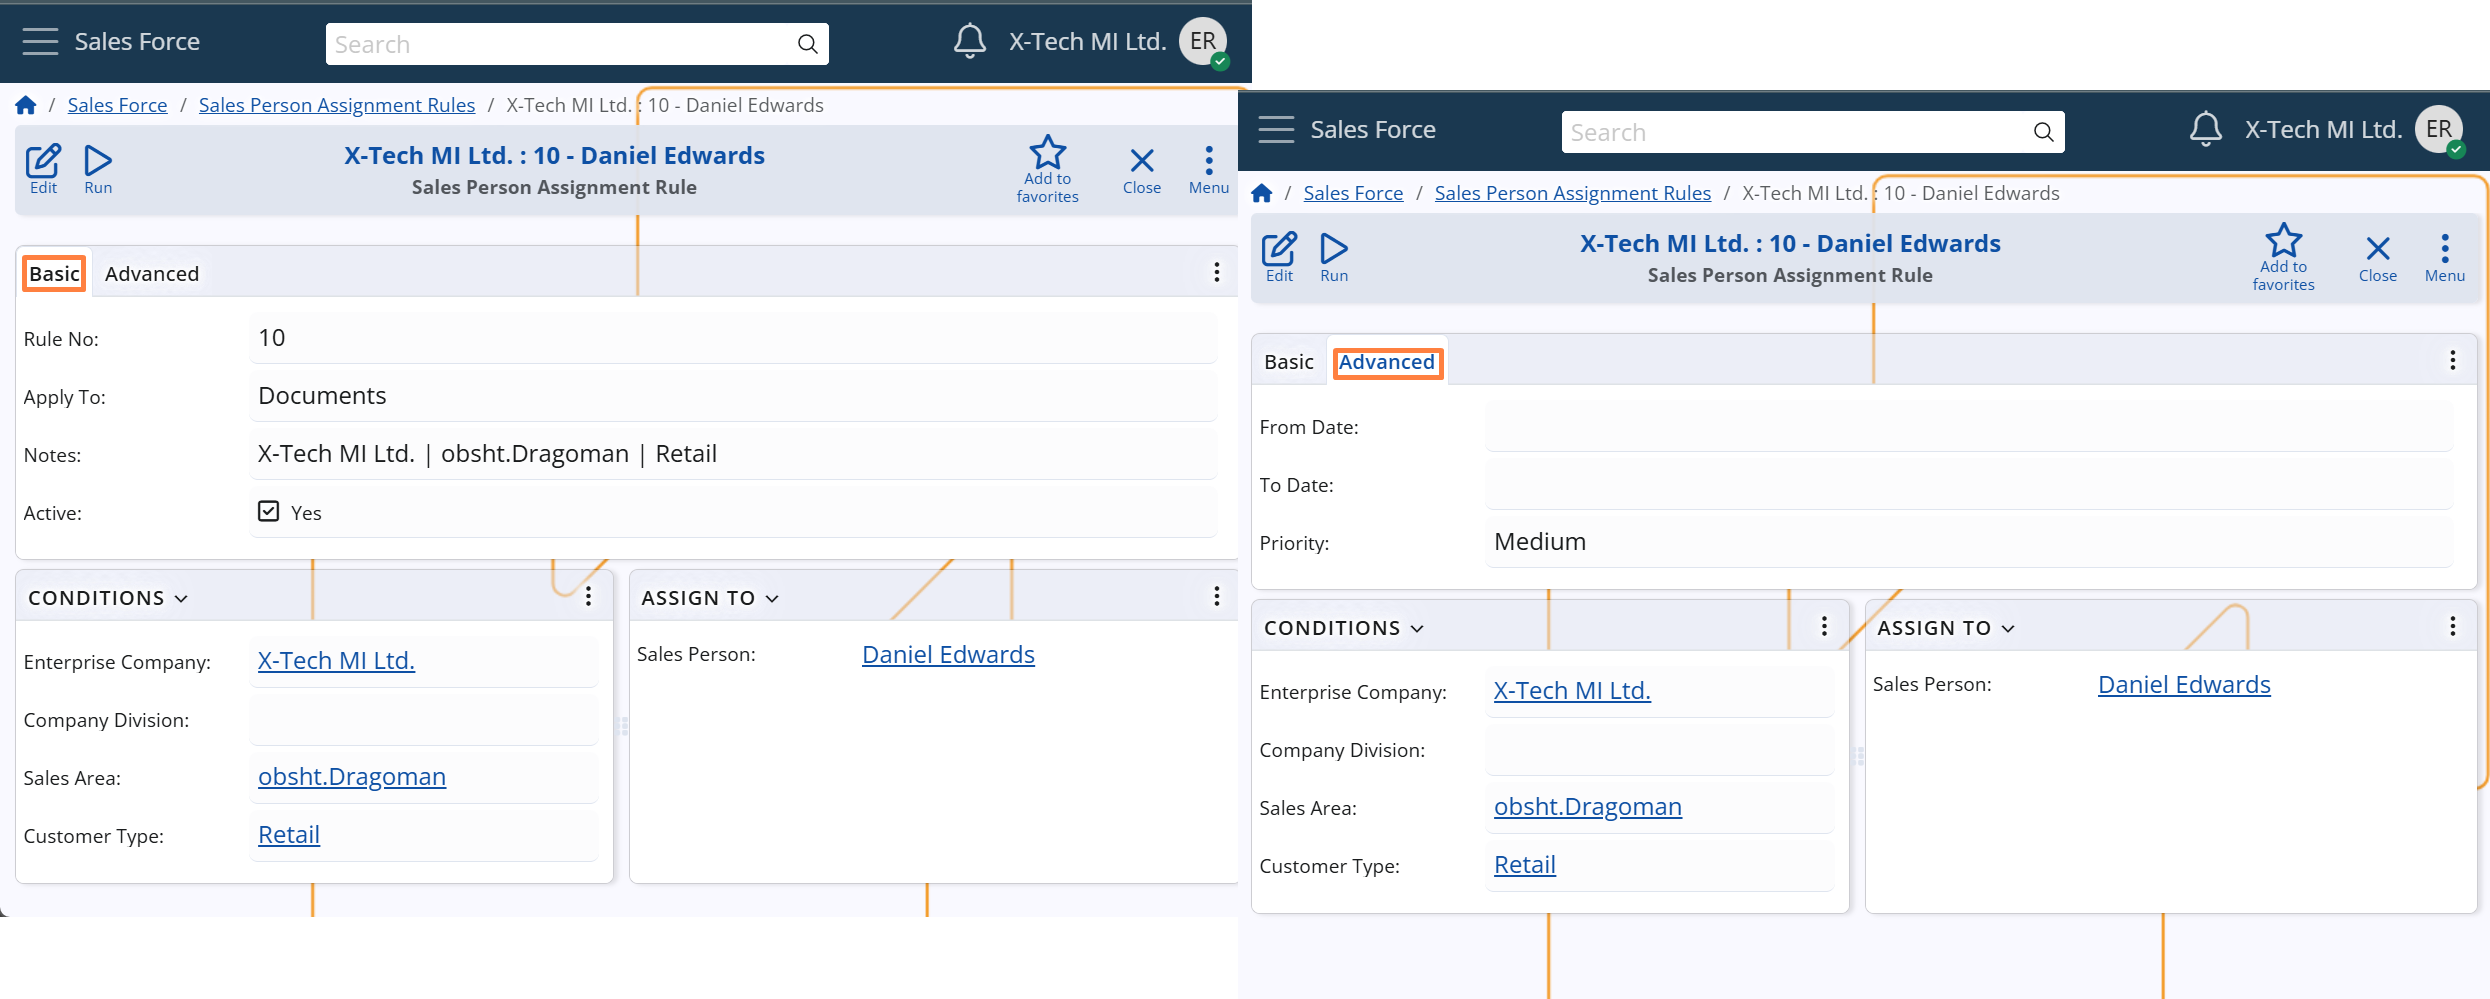 Sales Force
Search
X-Tech MI Ltd.
ER
/ Sales Force / Sales Person Assignment Rules / X-Tech MI Ltd. : 10 - Daniel Edwards
Edit
Run
X-Tech MI Ltd. : 10 - Daniel Edwards
Sales Person Assignment Rule
Add to
favorites
Close
Menu
Basic
Advanced
Rule No:
10
Apply To:
Documents
Notes:
X-Tech MI Ltd. | obsht.Dragoman | Retail
Active:
Yes
CONDITIONS
Enterprise Company:
X-Tech MI Ltd.
Company Division:
Sales Area:
obsht.Dragoman
Customer Type:
Retail
ASSIGN TO
Sales Person:
Daniel Edwards
Sales Force
Search
X-Tech MI Ltd.
ER
/ Sales Force / Sales Person Assignment Rules / X-Tech MI Ltd. : 10 - Daniel Edwards
Edit
Run
X-Tech MI Ltd. : 10 - Daniel Edwards
Sales Person Assignment Rule
Add to
favorites
Close
Menu
Basic
Advanced
From Date:
To Date:
Priority:
Medium
CONDITIONS
Enterprise Company:
X-Tech MI Ltd.
Company Division:
Sales Area:
obsht.Dragoman
Customer Type:
Retail
ASSIGN TO
Sales Person:
Daniel Edwards